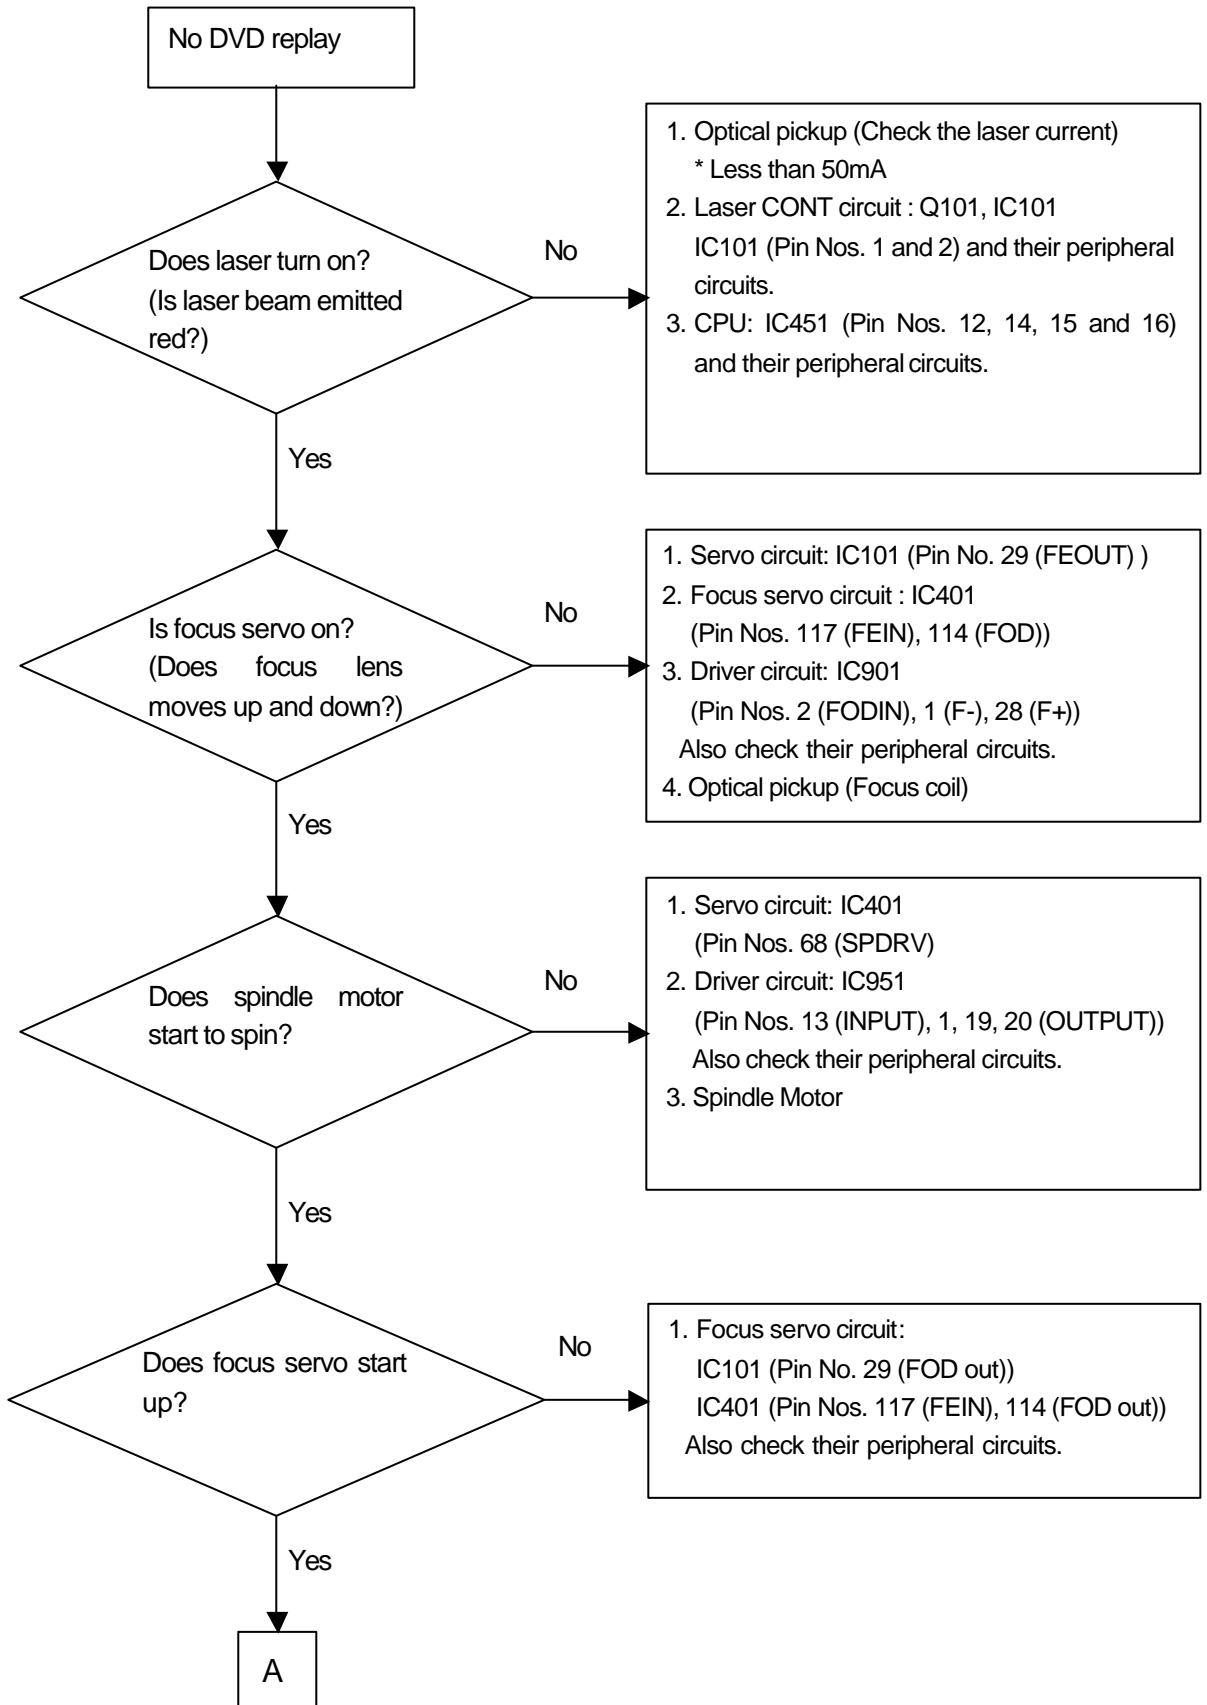 No DVD replay
Does laser turn on?
(Is laser beam emitted
red?)
No
1. Optical pickup (Check the laser current)
* Less than 50mA
2. Laser CONT circuit : Q101, IC101
IC101 (Pin Nos. 1 and 2) and their peripheral
circuits.
3. CPU: IC451 (Pin Nos. 12, 14, 15 and 16)
and their peripheral circuits.
Yes
Is focus servo on?
(Does focus lens
moves up and down?)
No
1. Servo circuit: IC101 (Pin No. 29 (FEOUT) )
2. Focus servo circuit : IC401
(Pin Nos. 117 (FEIN), 114 (FOD))
3. Driver circuit: IC901
(Pin Nos. 2 (FODIN), 1 (F-), 28 (F+))
Also check their peripheral circuits.
4. Optical pickup (Focus coil)
Yes
Does spindle motor
start to spin?
No
1. Servo circuit: IC401
(Pin Nos. 68 (SPDRV)
2. Driver circuit: IC951
(Pin Nos. 13 (INPUT), 1, 19, 20 (OUTPUT))
Also check their peripheral circuits.
3. Spindle Motor
Yes
Does focus servo start
up?
No
1. Focus servo circuit:
IC101 (Pin No. 29 (FOD out))
IC401 (Pin Nos. 117 (FEIN), 114 (FOD out))
Also check their peripheral circuits.
Yes
A